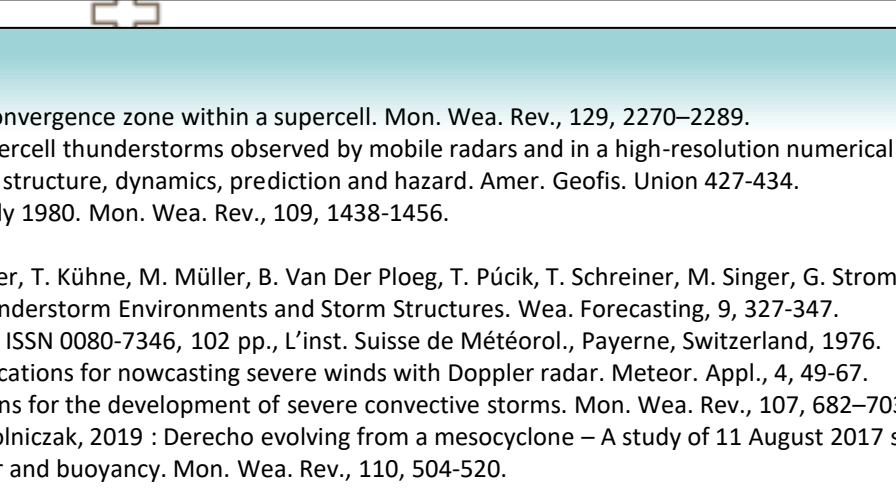 onvergence zone within a supercell. Mon. Wea. Rev., 129, 2270–2289.
ercell thunderstorms observed by mobile radars and in a high-resolution numerical
structure, dynamics, prediction and hazard. Amer. Geofis. Union 427-434.
ly 1980. Mon. Wea. Rev., 109, 1438-1456.
er, T. Kühne, M. Müller, B. Van Der Ploeg, T. Púcik, T. Schreiner, M. Singer, G. Strom
nderstorm Environments and Storm Structures. Wea. Forecasting, 9, 327-347.
ISSN 0080-7346, 102 pp., L’inst. Suisse de Météorol., Payerne, Switzerland, 1976.
cations for nowcasting severe winds with Doppler radar. Meteor. Appl., 4, 49-67.
ns for the development of severe convective storms. Mon. Wea. Rev., 107, 682–703
olniczak, 2019 : Derecho evolving from a mesocyclone – A study of 11 August 2017 s
r and buoyancy. Mon. Wea. Rev., 110, 504-520.